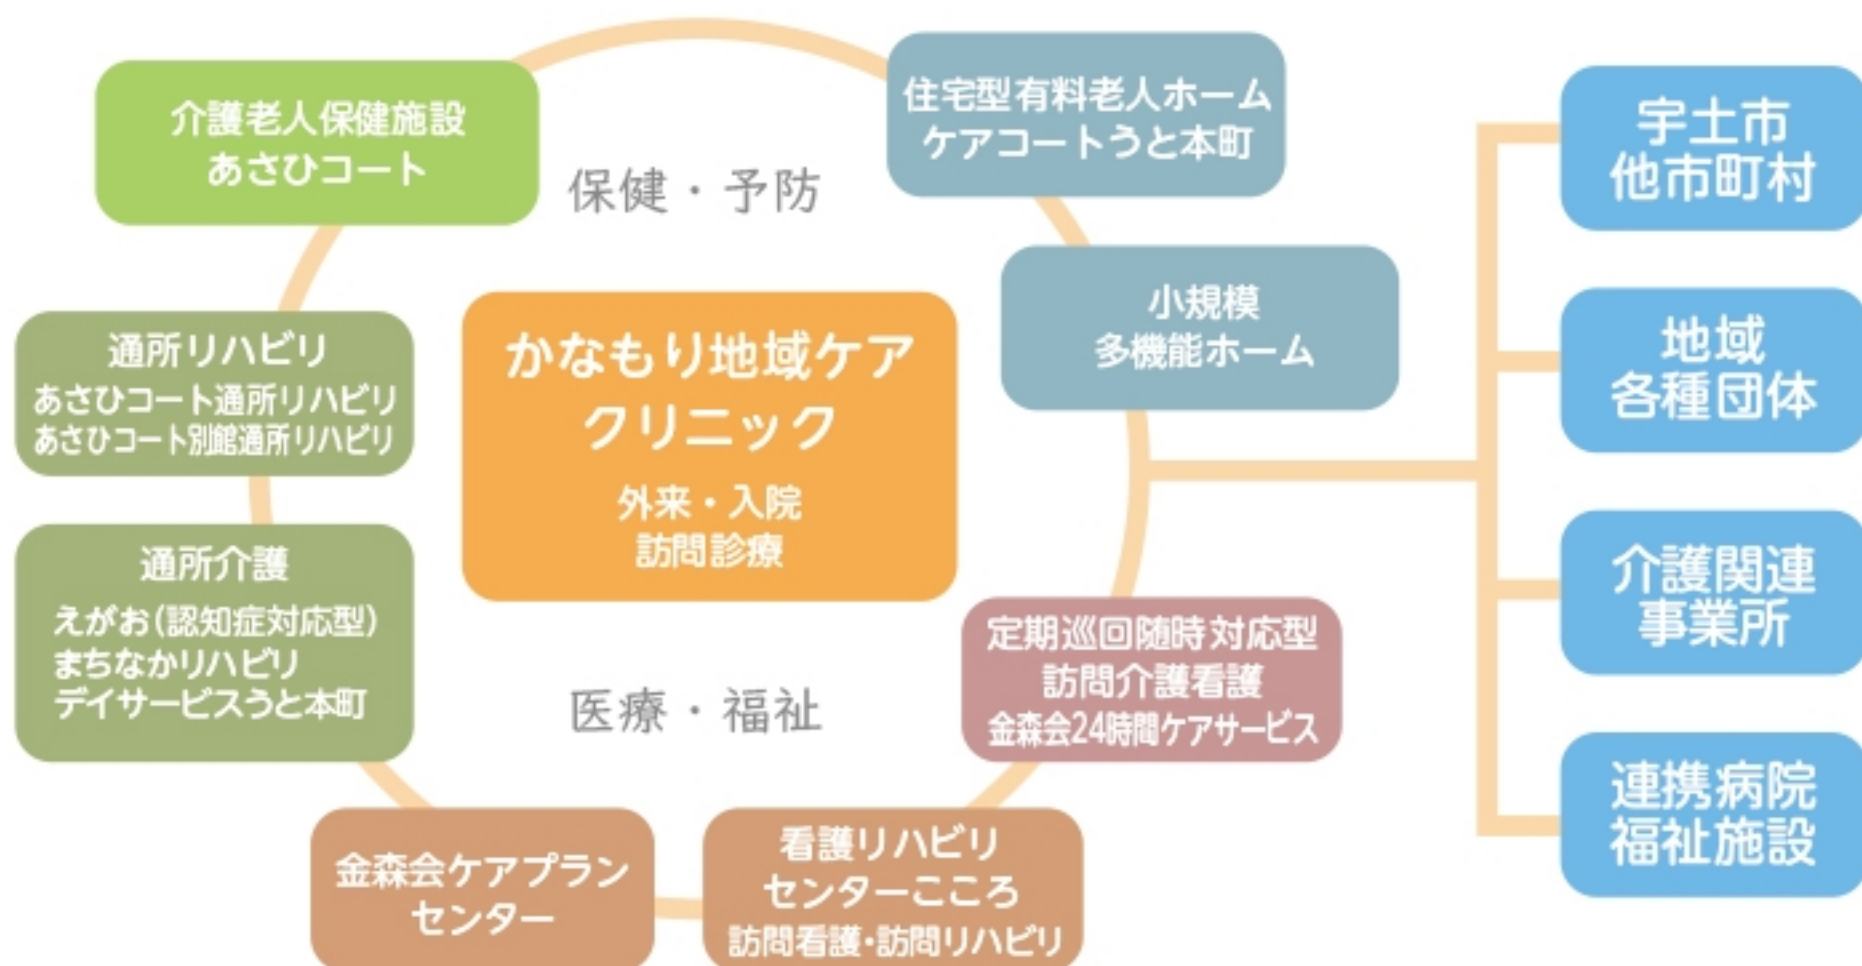 介護老人保健施設
あさひコート
住宅型有料老人ホーム
ケアコートうと本町
保健・予防
小規模
多機能ホーム
通所リハビリ
あさひコート通所リハビリ
あさひコート別館通所リハビリ
かなもり地域ケア
クリニック
外来・入院
訪問診療
通所介護
えがお(認知症対応型)
まちなかリハビリ
デイサービスうと本町
医療・福祉
定期巡回随時対応型
訪問介護看護
金森会24時間ケアサービス
金森会ケアプラン
センター
看護リハビリ
センターこころ
訪問看護・訪問リハビリ
宇土市
他市町村
地域
各種団体
介護関連
事業所
連携病院
福祉施設